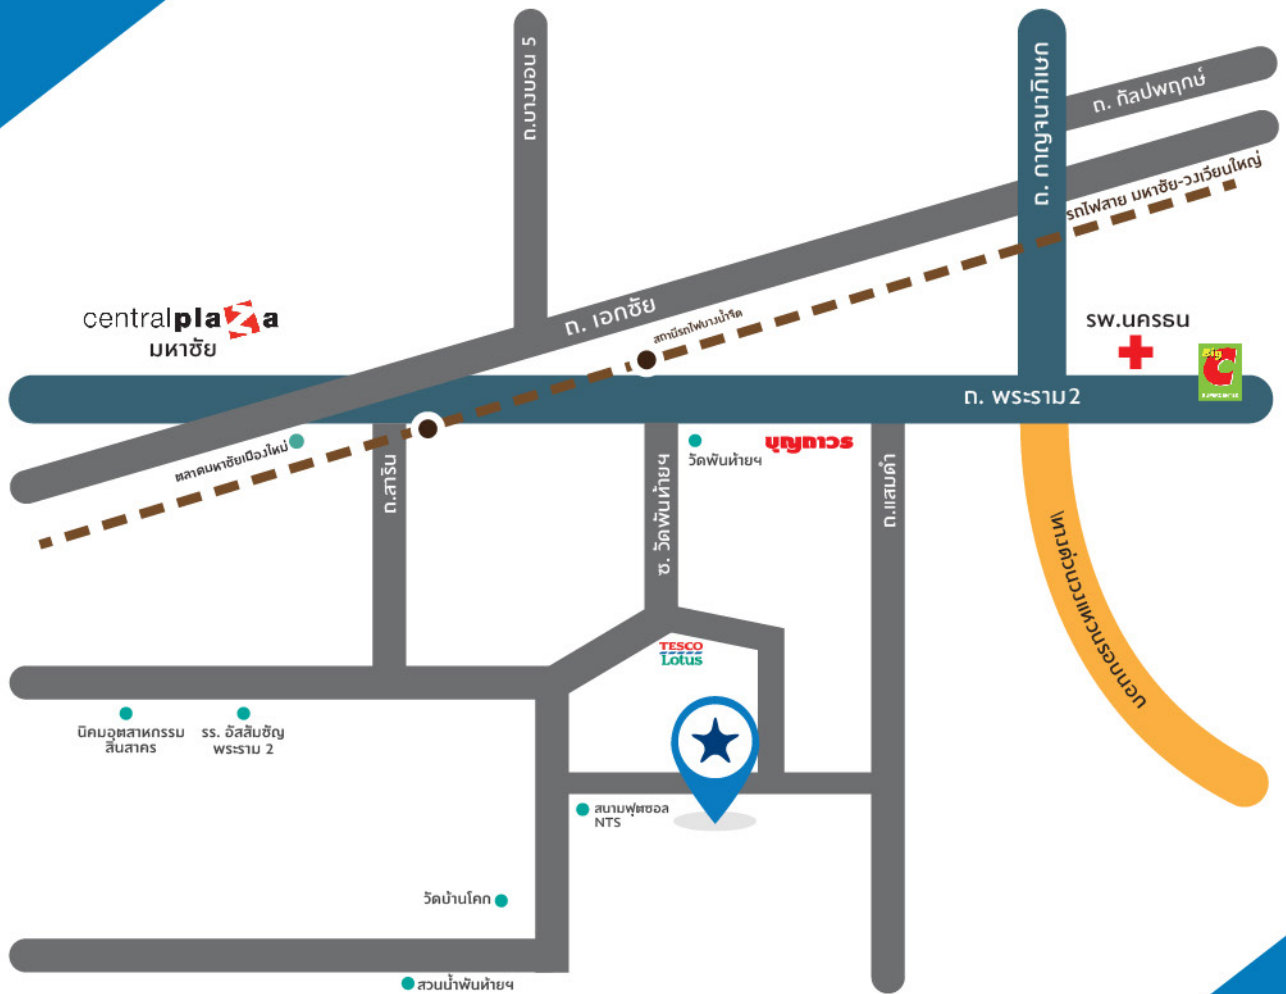 ถ.บางบอน 5
ถ. กาญจนาภิเษก
ถ. กัลปพฤกษ์
รถไฟสาย มหาชัย-วงเวียนใหญ่
centralplaza
มหาชัย
ถ. เอกชัย
สถานีรถไฟบางน้ำจืด
รพ.นครธน
Big C
SUPERCENTER
ถ. พระราม2
ตลาดมหาชัยเมืองใหม่
ถ.สาริน
ซ. วัดพันท้ายฯ
วัดพันท้ายฯ
บุญถาวร
ถ.แสมดำ
\ทางด่วนวงแหวนรอบนอก
TESCO
Lotus
นิคมอุตสาหกรรม
สินสาคร
รร. อัสสัมชัญ
พระราม 2
สนามฟุตซอล
NTS
วัดบ้านโคก
สวนน้ำพันท้ายฯ